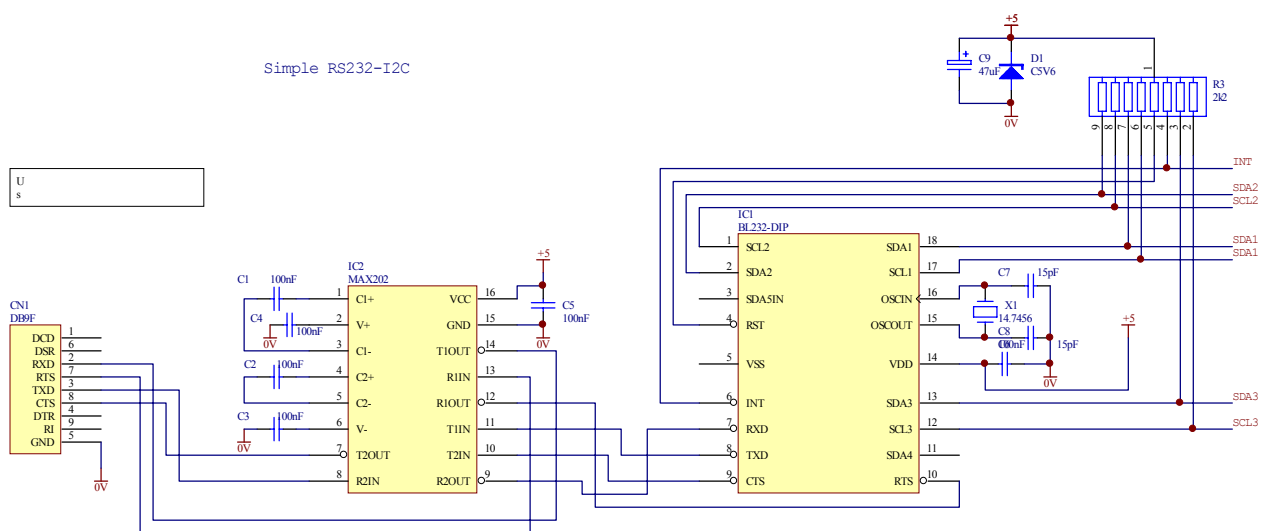 Simple RS232-I2C
U
s
+5
C9
47uF
D1
C5V6
0V
1
R3
2k2
9
8
7
6
5
4
3
2
INT
SDA2
SCL2
SDA1
SDA1
SDA3
SCL3
CN1
DB9F
DCD 1
DSR 6
RXD 2
RTS 7
TXD 3
CTS 8
DTR 4
RI 9
GND 5
0V
C1 100nF
C4 100nF
0V
C2 100nF
C3 100nF
0V
IC2
MAX202
1 C1+ VCC 16
2 V+ GND 15
3 C1- T1OUT 14
4 C2+ R1IN 13
5 C2- R1OUT 12
6 V- T1IN 11
7 T2OUT T2IN 10
8 R2IN R2OUT 9
+5
C5
100nF
0V
IC1
BL232-DIP
1 SCL2 SDA1 18
2 SDA2 SCL1 17
3 SDA5IN OSCIN 16
4 RST OSCOUT 15
5 VSS VDD 14
6 INT SDA3 13
7 RXD SCL3 12
8 TXD SDA4 11
9 CTS RTS 10
C7 15pF
X1
14.7456
C8
15pF
0V
+5